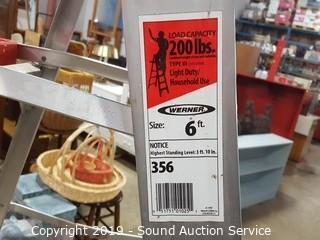 LOAD CAPACITY
200 lbs.
TYPE III
Light Duty/
Household Use
WERNER
Size: 6 ft.
NOTICE
Highest Standing Level: 3 ft. 10 in.
356
Copyright 2019 - Sound Auction Service